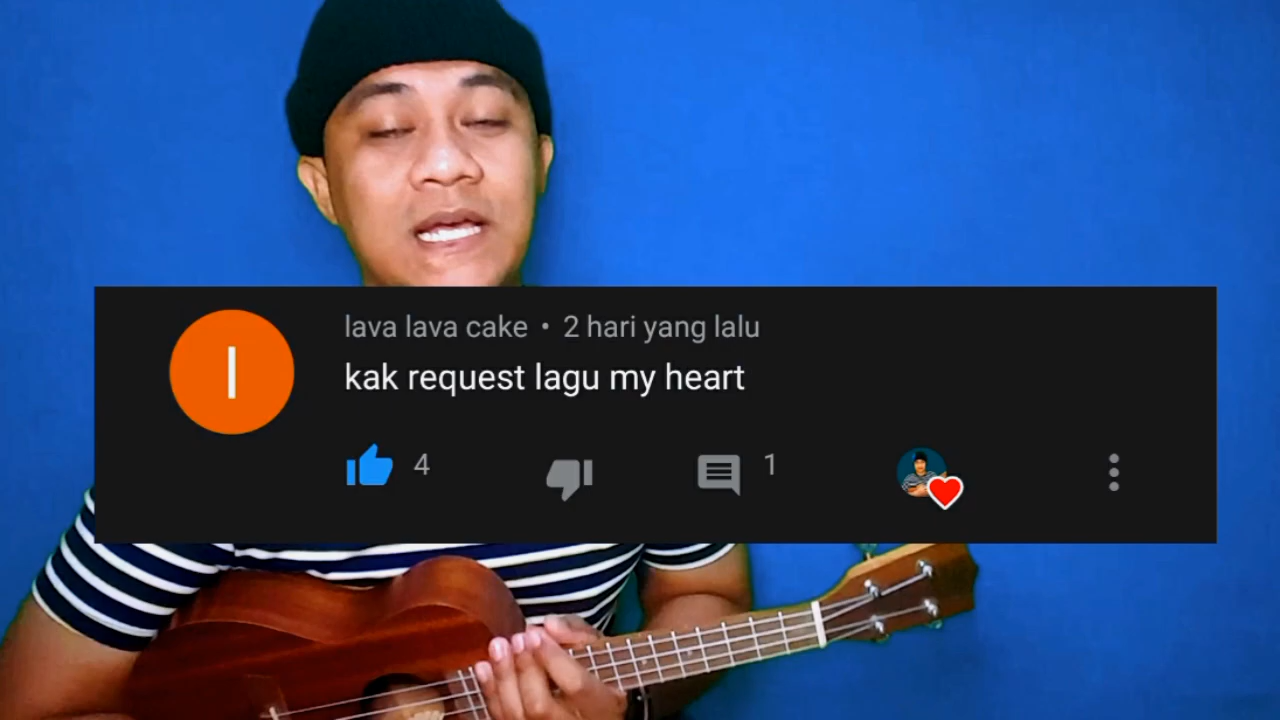 l
lava lava cake • 2 hari yang lalu
kak request lagu my heart
4
1